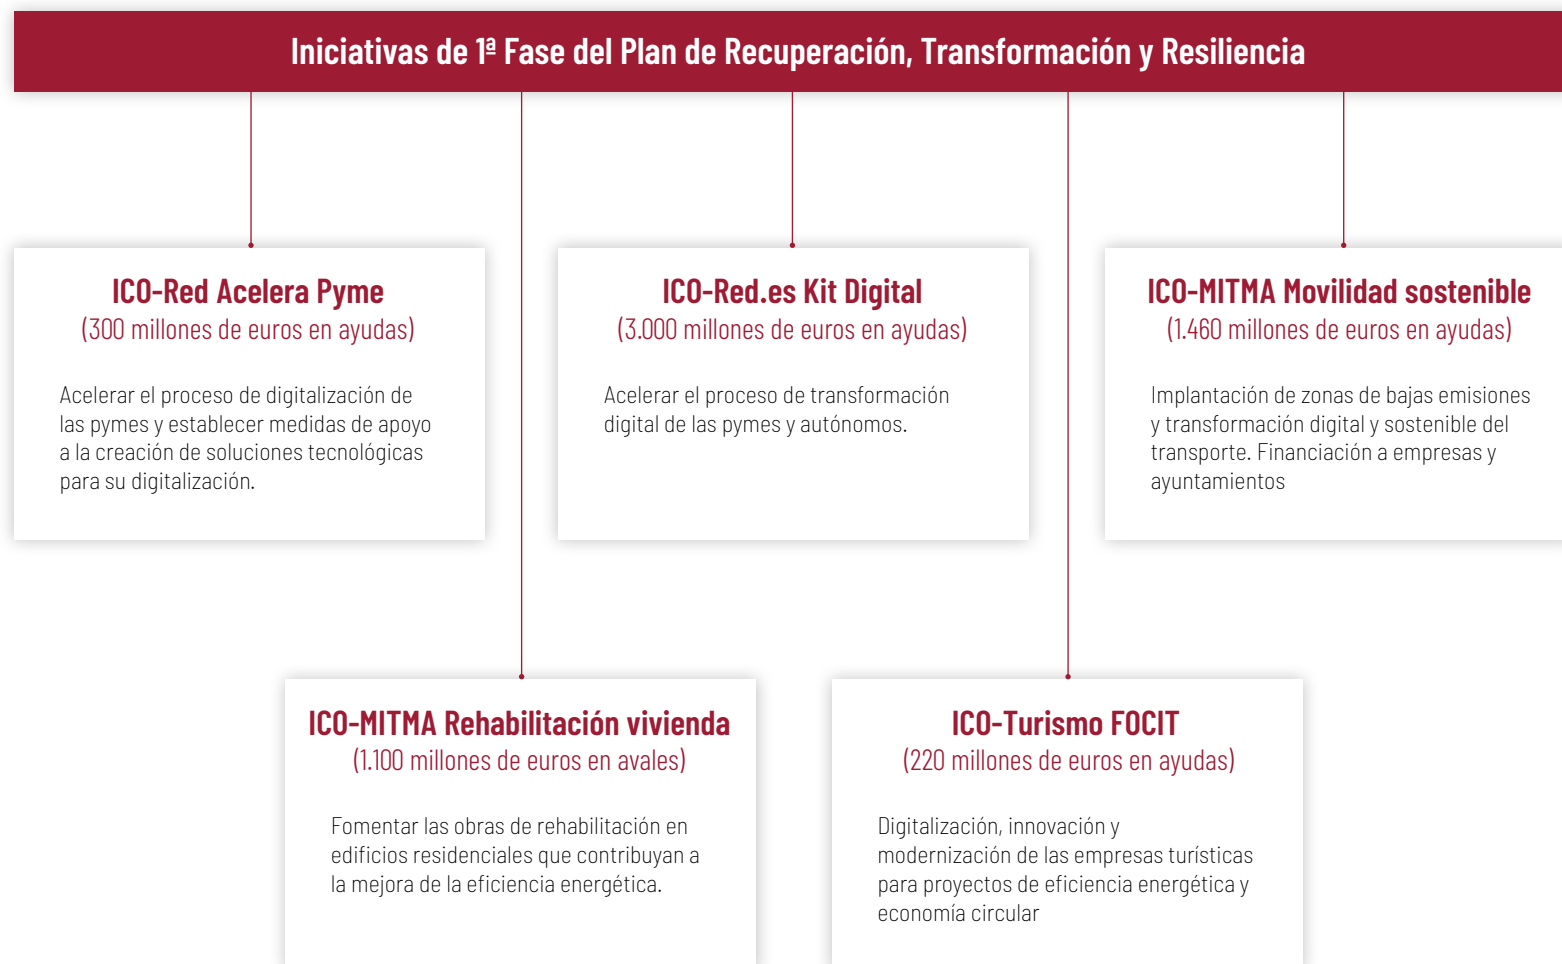 Iniciativas de 1ª Fase del Plan de Recuperación, Transformación y Resiliencia
ICO-Red Acelera Pyme
(300 millones de euros en ayudas)
Acelerar el proceso de digitalización de
las pymes y establecer medidas de apoyo
a la creación de soluciones tecnológicas
para su digitalización.
ICO-Red.es Kit Digital
(3.000 millones de euros en ayudas)
Acelerar el proceso de transformación
digital de las pymes y autónomos.
ICO-MITMA Movilidad sostenible
(1.460 millones de euros en ayudas)
Implantación de zonas de bajas emisiones
y transformación digital y sostenible del
transporte. Financiación a empresas y
ayuntamientos
ICO-MITMA Rehabilitación vivienda
(1.100 millones de euros en avales)
Fomentar las obras de rehabilitación en
edificios residenciales que contribuyan a
la mejora de la eficiencia energética.
ICO-Turismo FOCIT
(220 millones de euros en ayudas)
Digitalización, innovación y
modernización de las empresas turísticas
para proyectos de eficiencia energética y
economía circular